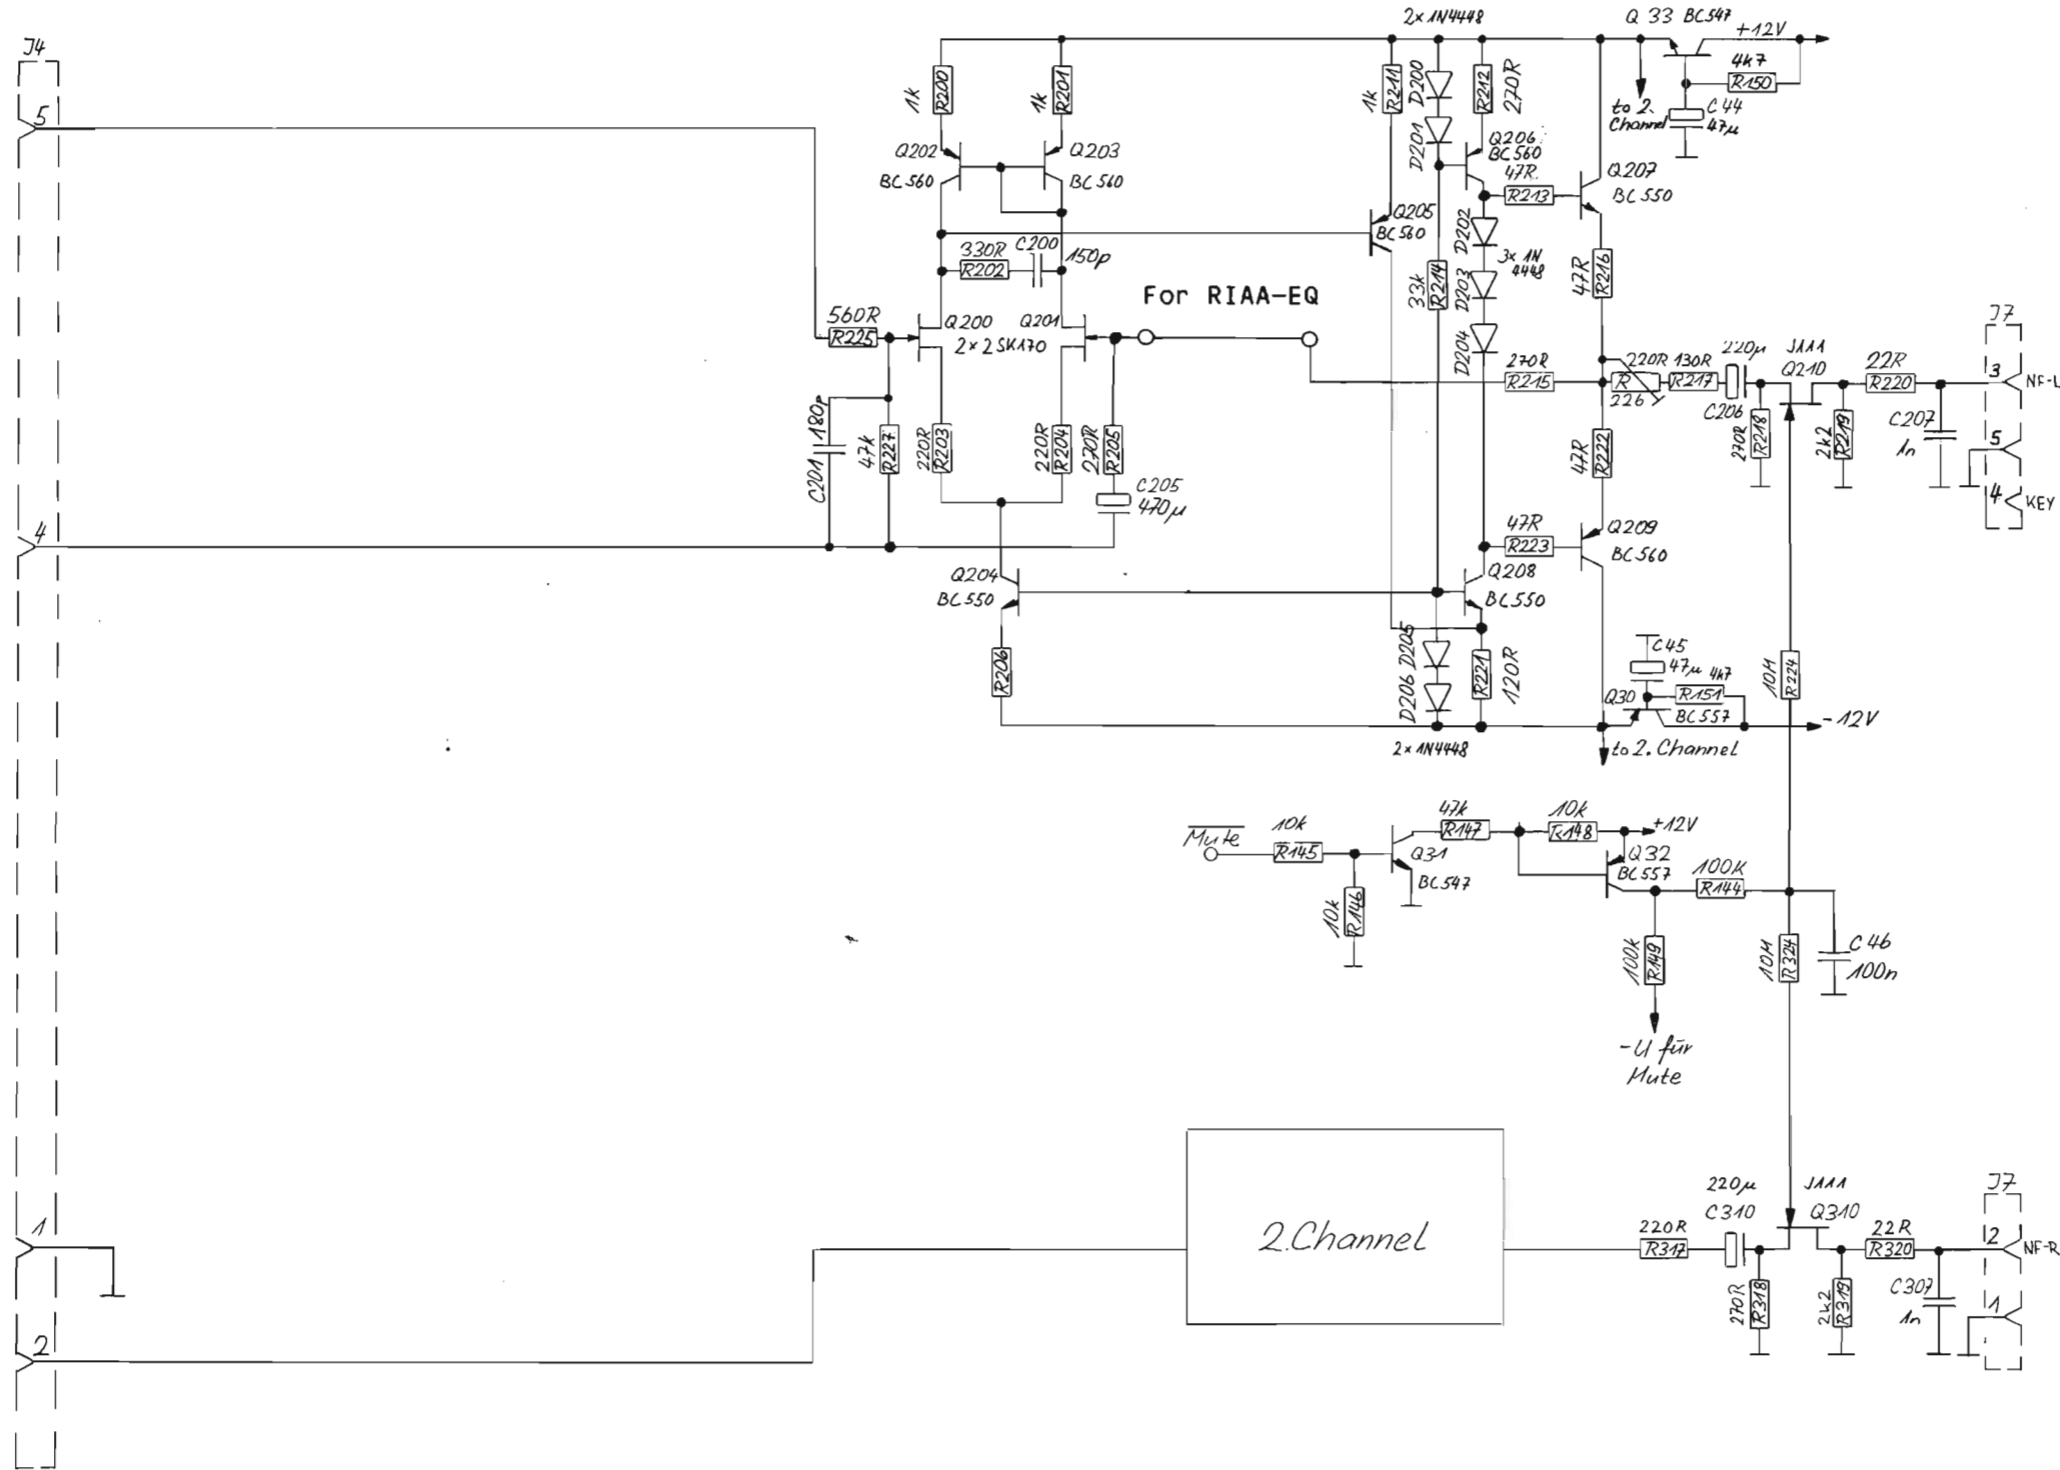 J4
5
4
1
2
2x 1N4448
Q 33 BC547
+12V
4k7
R150
to 2.
Channel
C44
47µ
1k
R200
1k
R201
1k
R211
D200
D201
R212
270R
Q202
BC560
Q203
BC560
Q206
BC560
47R
R213
Q207
BC550
Q205
BC560
D202
3x 1N
4448
D203
D204
330R
R202
C200
150p
33k
R214
47R
R216
For RIAA-EQ
560R
R225
Q200
Q201
2x2SK170
270R
R215
220R
R
226
130R
R217
220µ
C206
J111
Q210
22R
R220
J7
3
NF-L
C201
180p
47k
R227
220R
R203
220R
R204
270R
R205
C205
470µ
47R
R222
270R
R218
2k2
R219
C207
1n
5
4
KEY
47R
R223
Q209
BC560
Q204
BC550
Q208
BC550
R206
D205
D206
R221
120R
C45
47µ
4k7
R151
Q30
BC557
-12V
10M
R224
2x 1N4448
to 2. Channel
Mute
10k
R145
10k
R146
Q31
BC547
47k
R147
10k
R148
+12V
Q32
BC557
100K
R144
100k
R149
10M
R324
C46
100n
-U für
Mute
2.Channel
220R
R317
220µ
C310
J111
Q310
22R
R320
J7
2
NF-R
270R
R318
2k2
R319
C307
1n
1